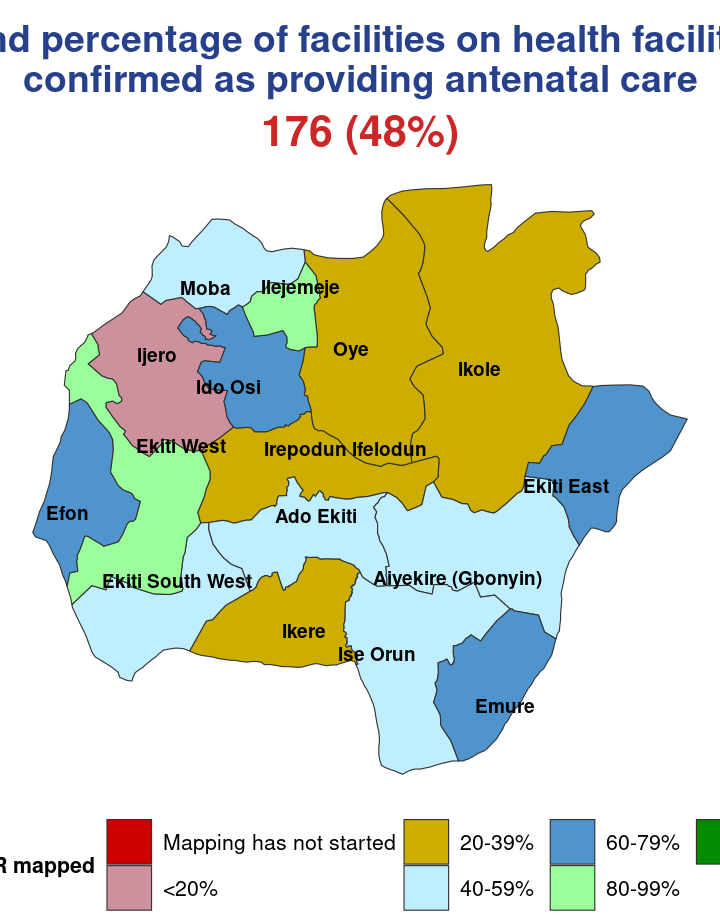 nd percentage of facilities on health facilit
confirmed as providing antenatal care
176 (48%)
Moba
Ilejemeje
Ijero
Oye
Ido Osi
Ikole
Ekiti West
Irepodun Ifelodun
Efon
Ado Ekiti
Ekiti East
Ekiti South West
Aiyekire (Gbonyin)
Ikere
Ise Orun
Emure
R mapped
Mapping has not started
20-39%
60-79%
<20%
40-59%
80-99%